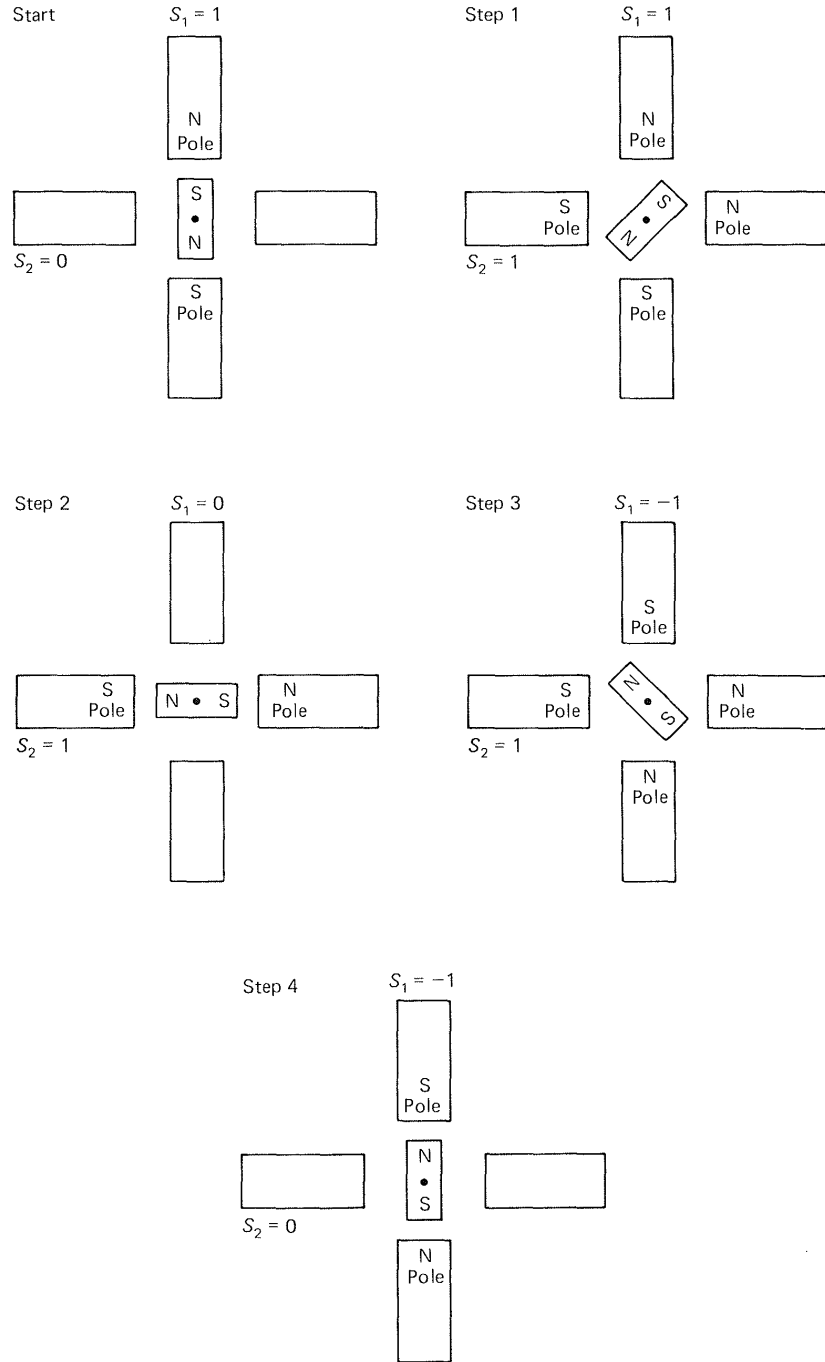 Start
S₁ = 1
N
Pole
S
N
S₂ = 0
S
Pole
Step 1
S₁ = 1
N
Pole
S
Pole
S
N
N
Pole
S₂ = 1
S
Pole
Step 2
S₁ = 0
S
Pole
N S
N
Pole
S₂ = 1
Step 3
S₁ = −1
S
Pole
S
Pole
N
S
N
Pole
S₂ = 1
N
Pole
Step 4
S₁ = −1
S
Pole
N
S
S₂ = 0
N
Pole